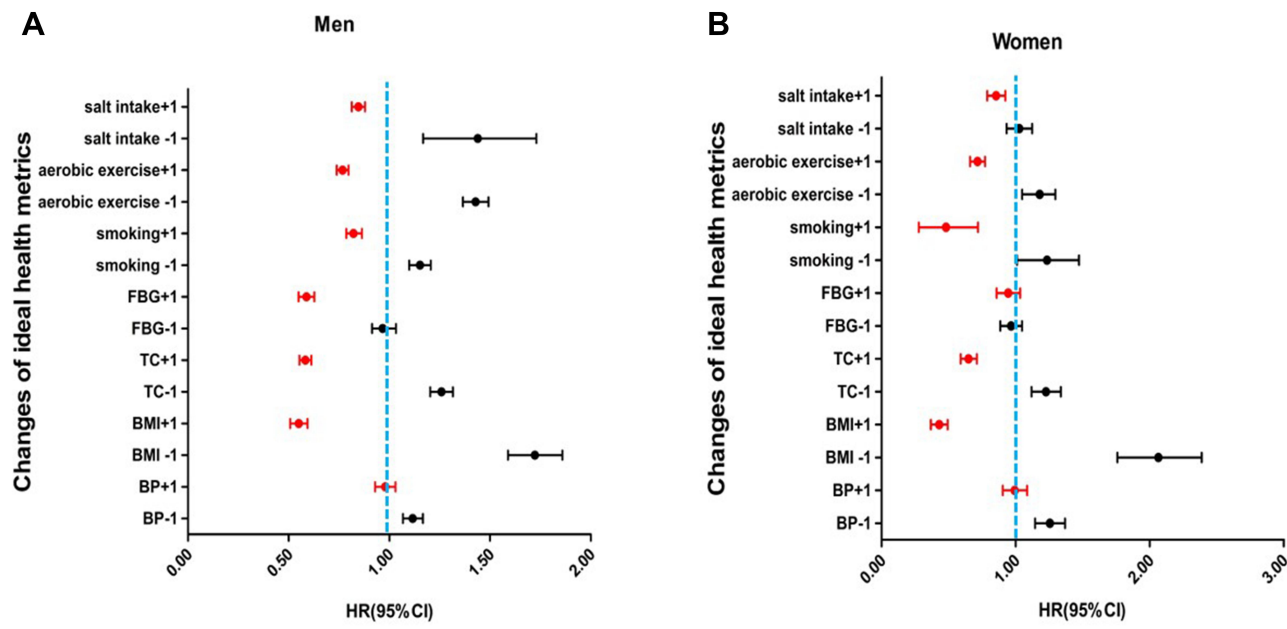 A
Men
Changes of ideal health metrics
salt intake+1
salt intake -1
aerobic exercise+1
aerobic exercise -1
smoking+1
smoking -1
FBG+1
FBG-1
TC+1
TC-1
BMI+1
BMI -1
BP+1
BP-1
0.00 0.50 1.00 1.50 2.00
HR(95%CI)
B
Women
Changes of ideal health metrics
salt intake+1
salt intake -1
aerobic exercise+1
aerobic exercise -1
smoking+1
smoking -1
FBG+1
FBG-1
TC+1
TC-1
BMI+1
BMI -1
BP+1
BP-1
0.00 1.00 2.00 3.00
HR(95%CI)